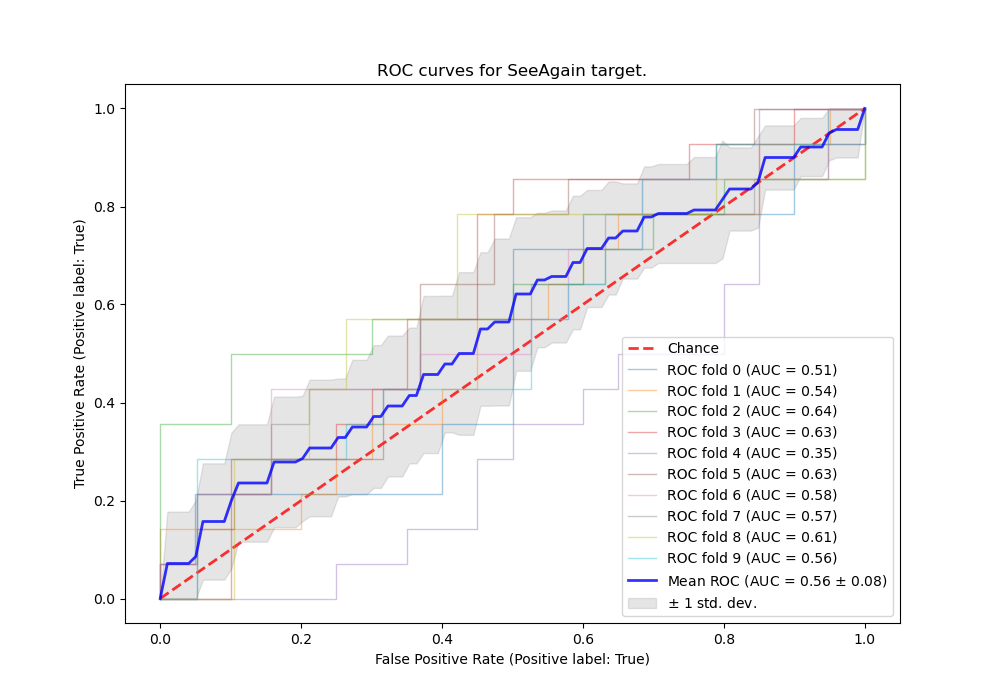 ROC curves for SeeAgain target.
True Positive Rate (Positive label: True)
1.0
0.8
0.6
0.4
0.2
0.0
0.0 0.2 0.4 0.6 0.8 1.0
False Positive Rate (Positive label: True)
Chance
ROC fold 0 (AUC = 0.51)
ROC fold 1 (AUC = 0.54)
ROC fold 2 (AUC = 0.64)
ROC fold 3 (AUC = 0.63)
ROC fold 4 (AUC = 0.35)
ROC fold 5 (AUC = 0.63)
ROC fold 6 (AUC = 0.58)
ROC fold 7 (AUC = 0.57)
ROC fold 8 (AUC = 0.61)
ROC fold 9 (AUC = 0.56)
Mean ROC (AUC = 0.56 ± 0.08)
± 1 std. dev.